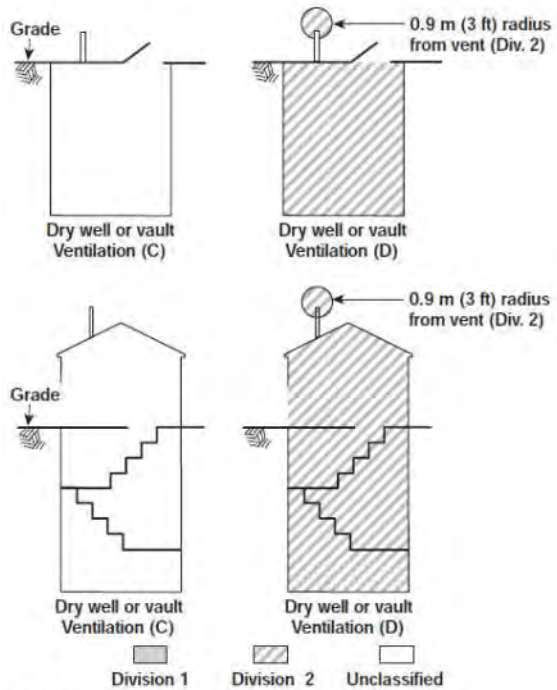 Grade
0.9 m (3 ft) radius
from vent (Div. 2)
Dry well or vault
Ventilation (C)
Dry well or vault
Ventilation (D)
0.9 m (3 ft) radius
from vent (Div. 2)
Grade
Dry well or vault
Ventilation (C)
Dry well or vault
Ventilation (D)
Division 1
Division 2
Unclassified